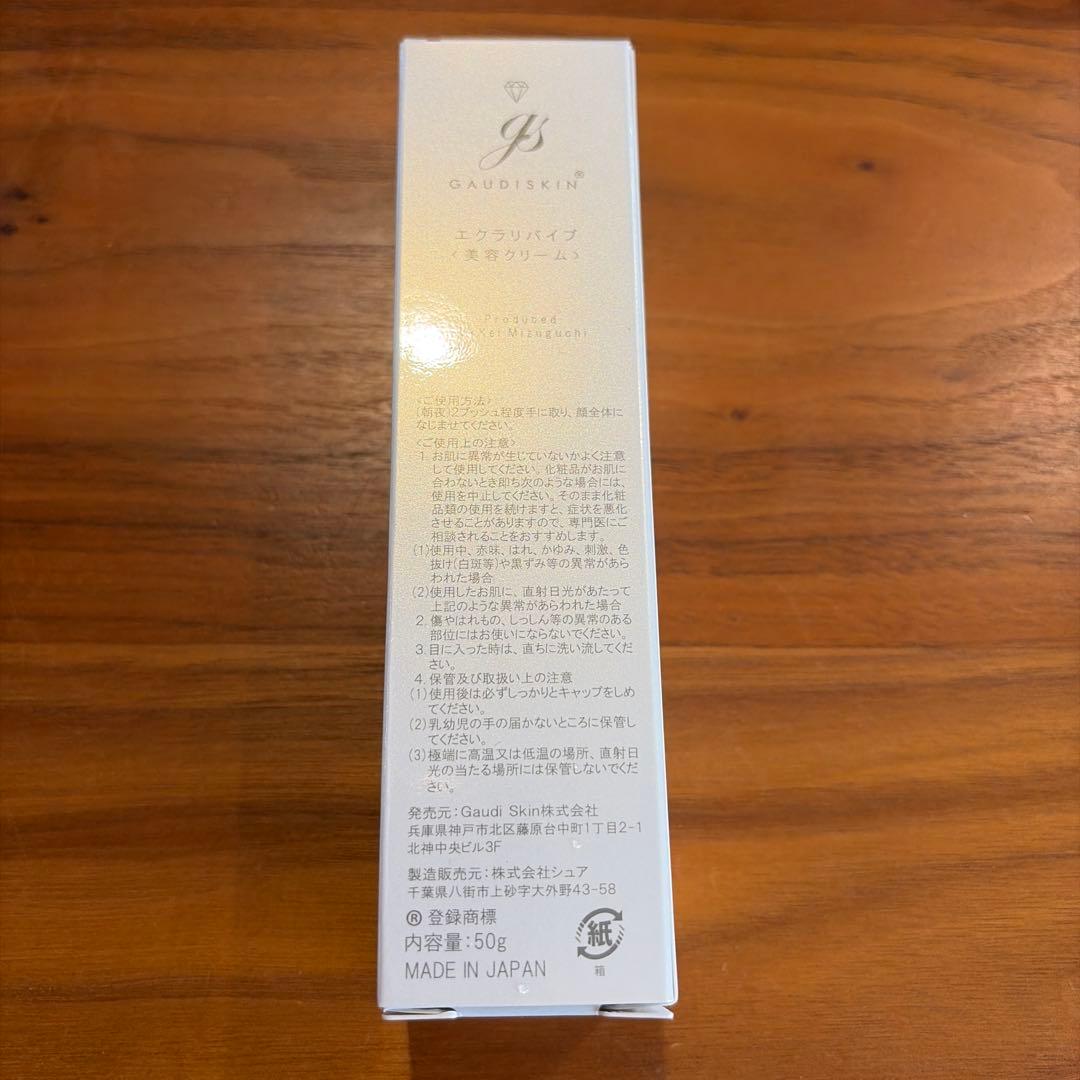 gs
GAUDISKIN®
エクラリバイブ
〈美容クリーム〉
Produced
Kei Mizuguchi
〈ご使用方法〉
(朝夜)2プッシュ程度手に取り、顔全体に
なじませてください。
〈ご使用上の注意〉
1. お肌に異常が生じていないかよく注意
して使用してください。化粧品がお肌に
合わないとき即ち次のような場合には、
使用を中止してください。そのまま化粧
品類の使用を続けますと、症状を悪化
させることがありますので、専門医にご
相談されることをおすすめします。
(1)使用中、赤味、はれ、かゆみ、刺激、色
抜け(白斑等)や黒ずみ等の異常があら
われた場合
(2)使用したお肌に、直射日光があたって
上記のような異常があらわれた場合
2. 傷やはれもの、しっしん等の異常のある
部位にはお使いにならないでください。
3. 目に入った時は、直ちに洗い流してくだ
さい。
4. 保管及び取扱い上の注意
(1)使用後は必ずしっかりとキャップをしめ
てください。
(2)乳幼児の手の届かないところに保管し
てください。
(3)極端に高温又は低温の場所、直射日
光の当たる場所には保管しないでくだ
さい。
発売元：Gaudi Skin株式会社
兵庫県神戸市北区藤原台中町1丁目2-1
北神中央ビル3F
製造販売元：株式会社シュア
千葉県八街市上砂字大外野43-58
®登録商標
内容量：50g
MADE IN JAPAN
紙
箱